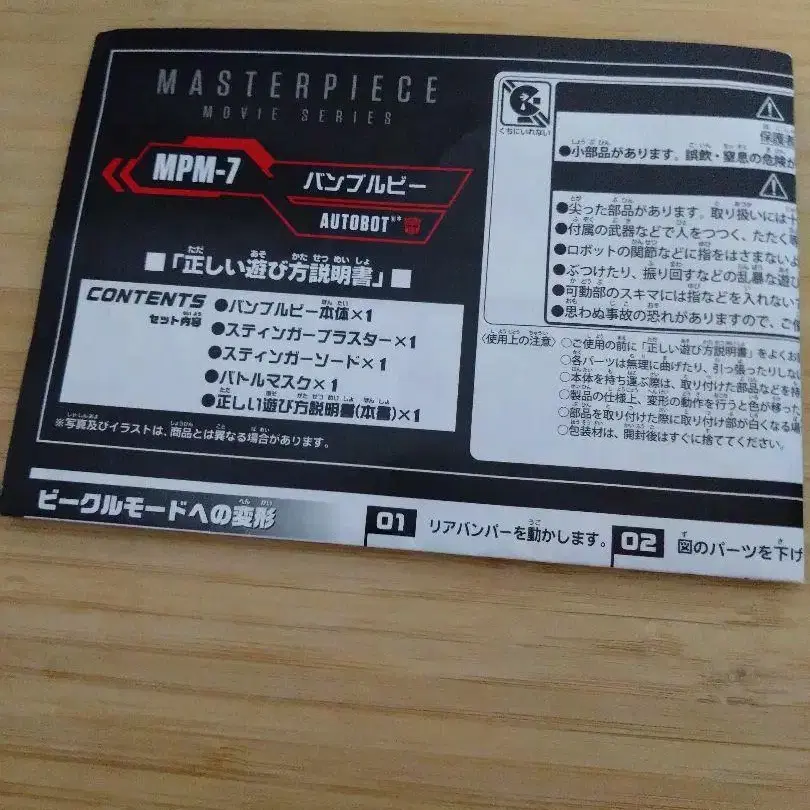 MASTERPIECE
MOVIE SERIES
MPM-7
バンブルビー
AUTOBOT
■「正しい遊び方説明書」■
CONTENTS
セット内容
●バンブルビー本体×1
●スティンガーブラスター×1
●スティンガーソード×1
●バトルマスク×1
●正しい遊び方説明書(本書)×1
※写真及びイラストは、商品とは異なる場合があります。
くちにいれない
保護
●小部品があります。誤飲・窒息の危険が
●尖った部品があります。取り扱いには十
●付属の武器などで人をつつく、たたく等
●ロボットの関節などに指をはさまないよ
●ぶつけたり、振り回すなどの乱暴な遊び
●可動部のスキマには指などを入れない
●思わぬ事故の恐れがありますので、ご使
〈使用上の注意〉
○ご使用の前に「正しい遊び方説明書」をよくお
○各パーツは無理に曲げたり、引っ張ったりしな
○本体を持ち運ぶ際は、取り付けた部品などを持
○製品の仕様上、変形の動作を行うと色が移った
○部品を取り付けた際に取り付け部が白くなる場
○包装材は、開封後はすぐに捨ててください。
ビークルモードへの変形
01 リアバンパーを動かします。
02 図のパーツを下げ